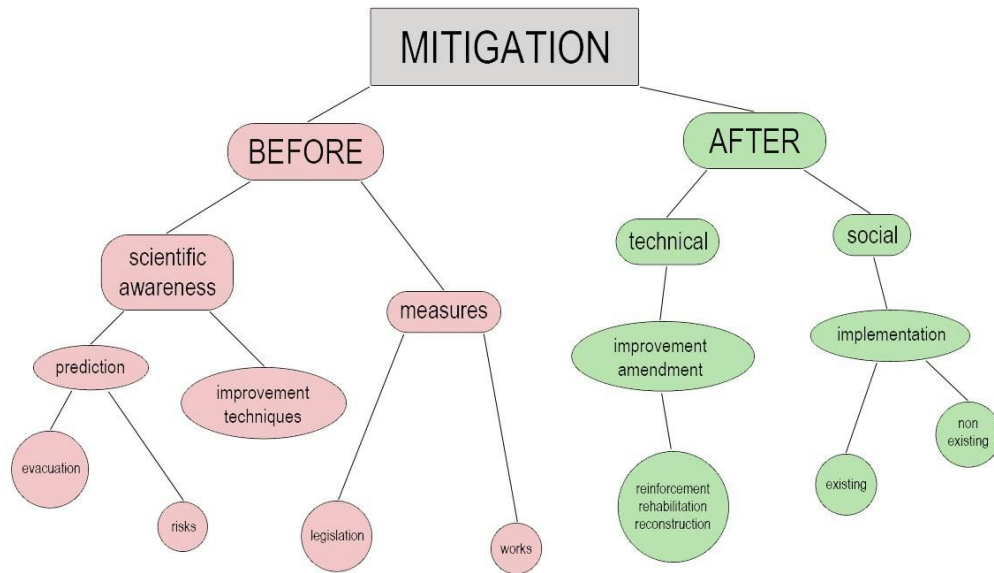 MITIGATION
BEFORE
AFTER
scientific
awareness
measures
technical
social
prediction
improvement
techniques
improvement
amendment
implementation
evacuation
risks
legislation
works
reinforcement
rehabilitation
reconstruction
existing
non
existing